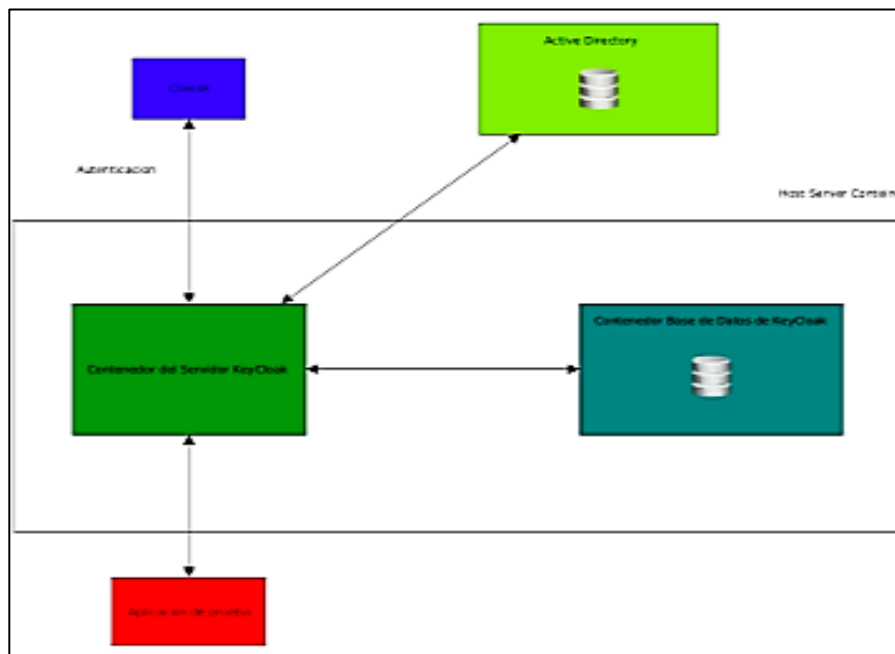 Active Directory
Cliente
Autenticacion
Host Server
Contenedor Base de Datos de KeyCloak
Contenedor del Servidor KeyCloak
Aplicacion de prueba